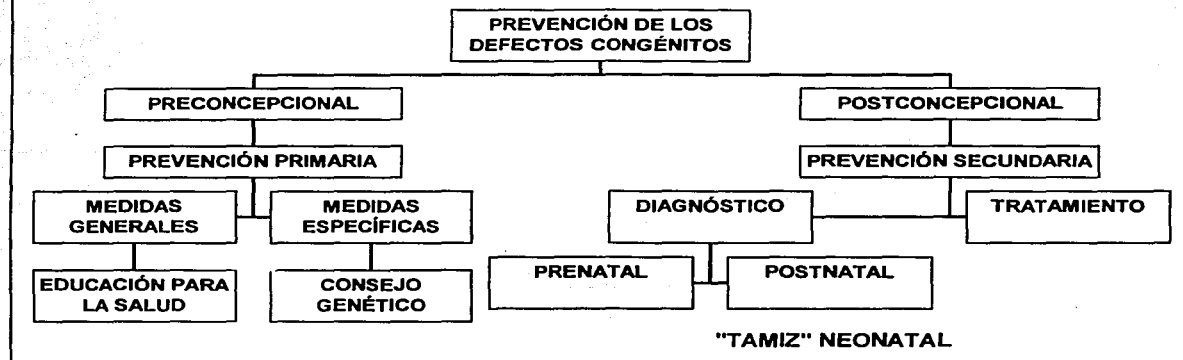 PREVENCIÓN DE LOS
DEFECTOS CONGÉNITOS
PRECONCEPCIONAL
POSTCONCEPCIONAL
PREVENCIÓN PRIMARIA
PREVENCIÓN SECUNDARIA
MEDIDAS
GENERALES
MEDIDAS
ESPECÍFICAS
DIAGNÓSTICO
TRATAMIENTO
EDUCACIÓN PARA
LA SALUD
CONSEJO
GENÉTICO
PRENATAL
POSTNATAL
"TAMIZ" NEONATAL